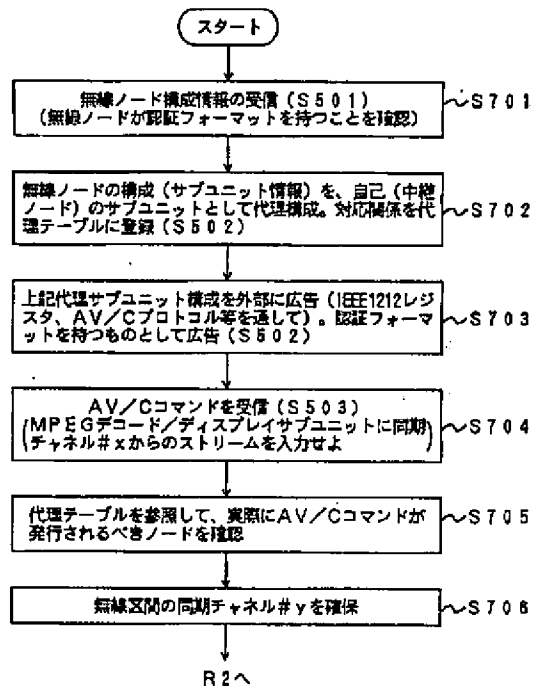 スタート
無線ノード構成情報の受信（S501）
（無線ノードが認証フォーマットを持つことを確認）
～S701
無線ノードの構成（サブユニット情報）を、自己（中継
ノード）のサブユニットとして代理構成。対応関係を代
理テーブルに登録（S502）
～S702
上記代理サブユニット構成を外部に広告（IEEE1212レジ
スタ、AV／Cプロトコル等を通して）。認証フォーマ
ットを持つものとして広告（S502）
～S703
AV／Cコマンドを受信（S503）
（MPEGデコード／ディスプレイサブユニットに同期
チャネル＃xからのストリームを入力せよ）
～S704
代理テーブルを参照して、実際にAV／Cコマンドが
発行されるべきノードを確認
～S705
無線区間の同期チャネル＃yを確保
～S706
R2へ